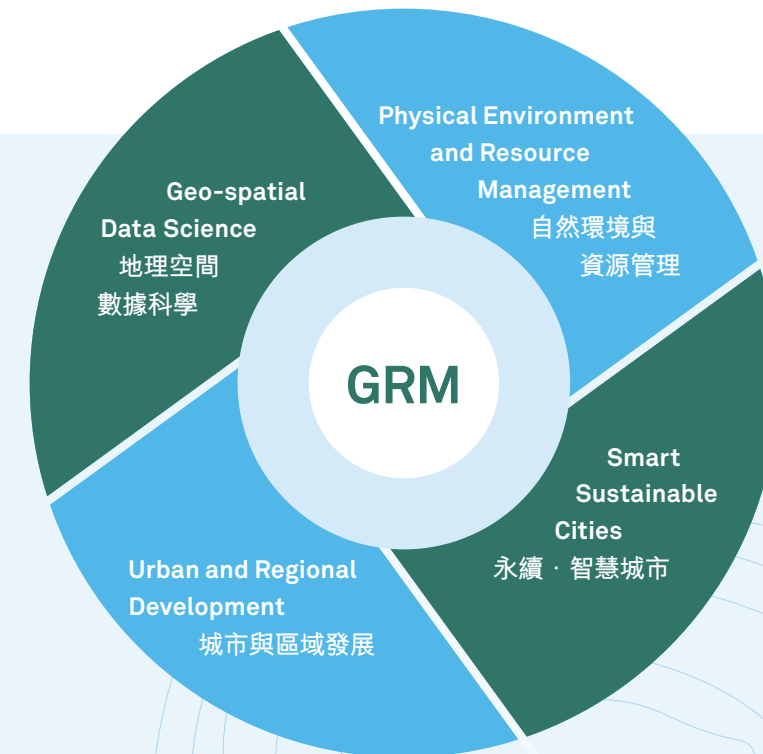 Physical Environment
and Resource
Management
自然環境與
資源管理
Geo-spatial
Data Science
地理空間
數據科學
GRM
Smart
Sustainable
Cities
永續．智慧城市
Urban and Regional
Development
城市與區域發展